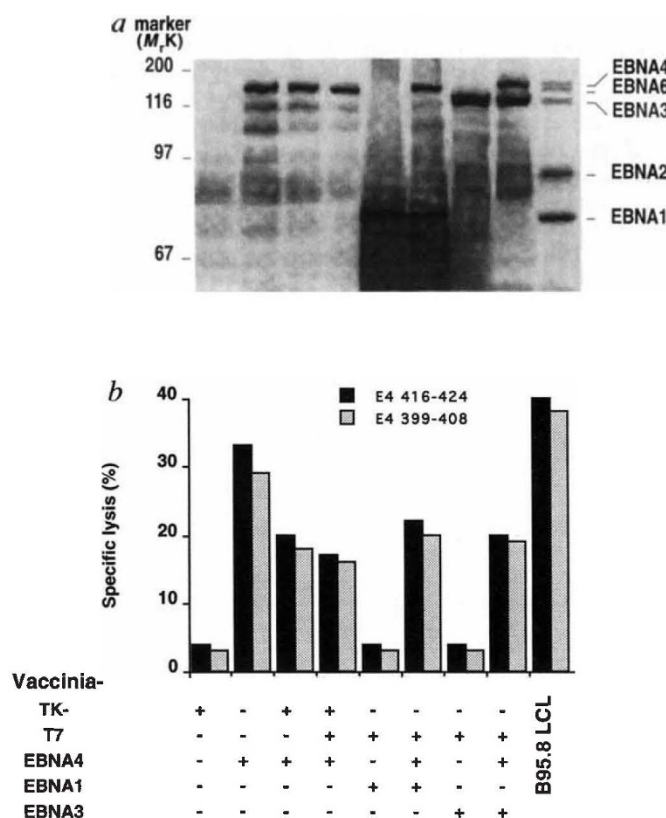 a marker
(MrK)
200
116
97
67
EBNA4
EBNA6
EBNA3
EBNA2
EBNA1
b
E4 416-424
E4 399-408
Specific lysis (%)
40
30
20
10
0
Vaccinia-
TK- + - + + - - - -
T7 - - - + + + + +
EBNA4 - + + + - + - +
EBNA1 - - - - + + - -
EBNA3 - - - - - - + +
B95.8 LCL